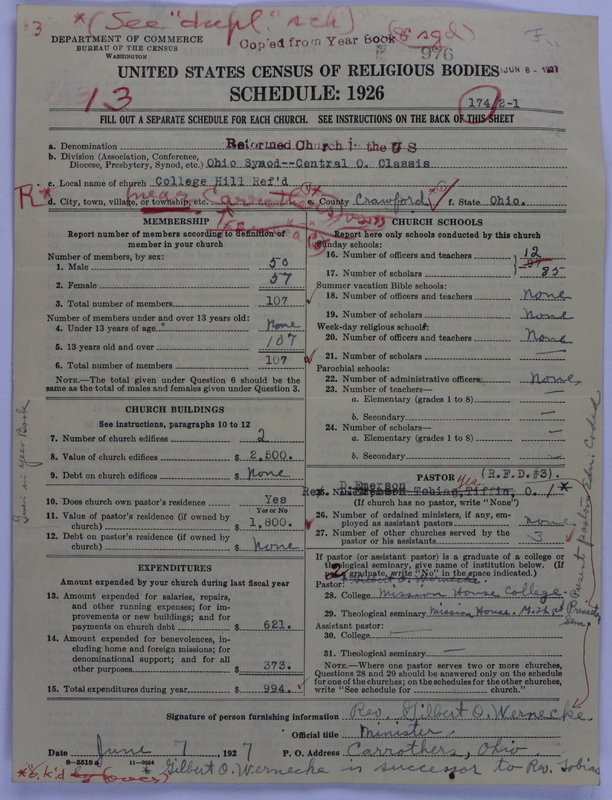 *(See "dupl." sch)
DEPARTMENT OF COMMERCE
BUREAU OF THE CENSUS
WASHINGTON
Copied from Year Book
976
JUN 8 - 1927
UNITED STATES CENSUS OF RELIGIOUS BODIES
SCHEDULE: 1926
13
174/2-1
FILL OUT A SEPARATE SCHEDULE FOR EACH CHURCH. SEE INSTRUCTIONS ON THE BACK OF THIS SHEET
a. Denomination Reformed Church in the U S
b. Division (Association, Conference, Diocese, Presbytery, Synod, etc.) Ohio Synod--Central O. Classis
c. Local name of church College Hill Ref'd
R* d. City, town, village, or township, etc. near Carrothers e. County Crawford f. State Ohio.
MEMBERSHIP
Report number of members according to definition of member in your church
Number of members, by sex:
1. Male 50
2. Female 57
3. Total number of members 107
Number of members under and over 13 years old:
4. Under 13 years of age None
5. 13 years old and over 107
6. Total number of members 107
NOTE.—The total given under Question 6 should be the same as the total of males and females given under Question 3.
CHURCH BUILDINGS
See instructions, paragraphs 10 to 12
7. Number of church edifices 2
8. Value of church edifices $ 2,500.
9. Debt on church edifices $ None
10. Does church own pastor's residence Yes
Yes or No
11. Value of pastor's residence (if owned by church) $ 1,800.
12. Debt on pastor's residence (if owned by church) $ None
EXPENDITURES
Amount expended by your church during last fiscal year
13. Amount expended for salaries, repairs, and other running expenses; for improvements or new buildings; and for payments on church debt $ 621.
14. Amount expended for benevolences, including home and foreign missions; for denominational support; and for all other purposes $ 373.
15. Total expenditures during year $ 994.
CHURCH SCHOOLS
Report here only schools conducted by this church
Sunday schools:
16. Number of officers and teachers 12
17. Number of scholars 85
Summer vacation Bible schools:
18. Number of officers and teachers None
19. Number of scholars None
Week-day religious schools:
20. Number of officers and teachers None
21. Number of scholars —
Parochial schools:
22. Number of administrative officers None
23. Number of teachers—
a. Elementary (grades 1 to 8) —
b. Secondary —
24. Number of scholars—
a. Elementary (grades 1 to 8) —
b. Secondary —
PASTOR
(R.F.D.#3).
D. Emerson
Tobias, Tiffin, O.
(If church has no pastor, write "None")
26. Number of ordained ministers, if any, employed as assistant pastors none
27. Number of other churches served by the pastor or his assistants 3
If pastor (or assistant pastor) is a graduate of a college or theological seminary, give name of institution below. (If graduate, write "No" in the space indicated.)
Pastor:
28. College Mission House College
29. Theological seminary Mission House,
Assistant pastor:
30. College —
31. Theological seminary —
NOTE.—Where one pastor serves two or more churches, Questions 28 and 29 should be answered only on the schedule for one of the churches; on the schedules for the other churches, write "See schedule for church."
Signature of person furnishing information Rev. Gilbert O. Wernecke
Official title Minister
Date June 7, 1927 P. O. Address Carrothers, Ohio
8-5518a 11-9054
* Gilbert O. Wernecke is successor to Rev. Tobias